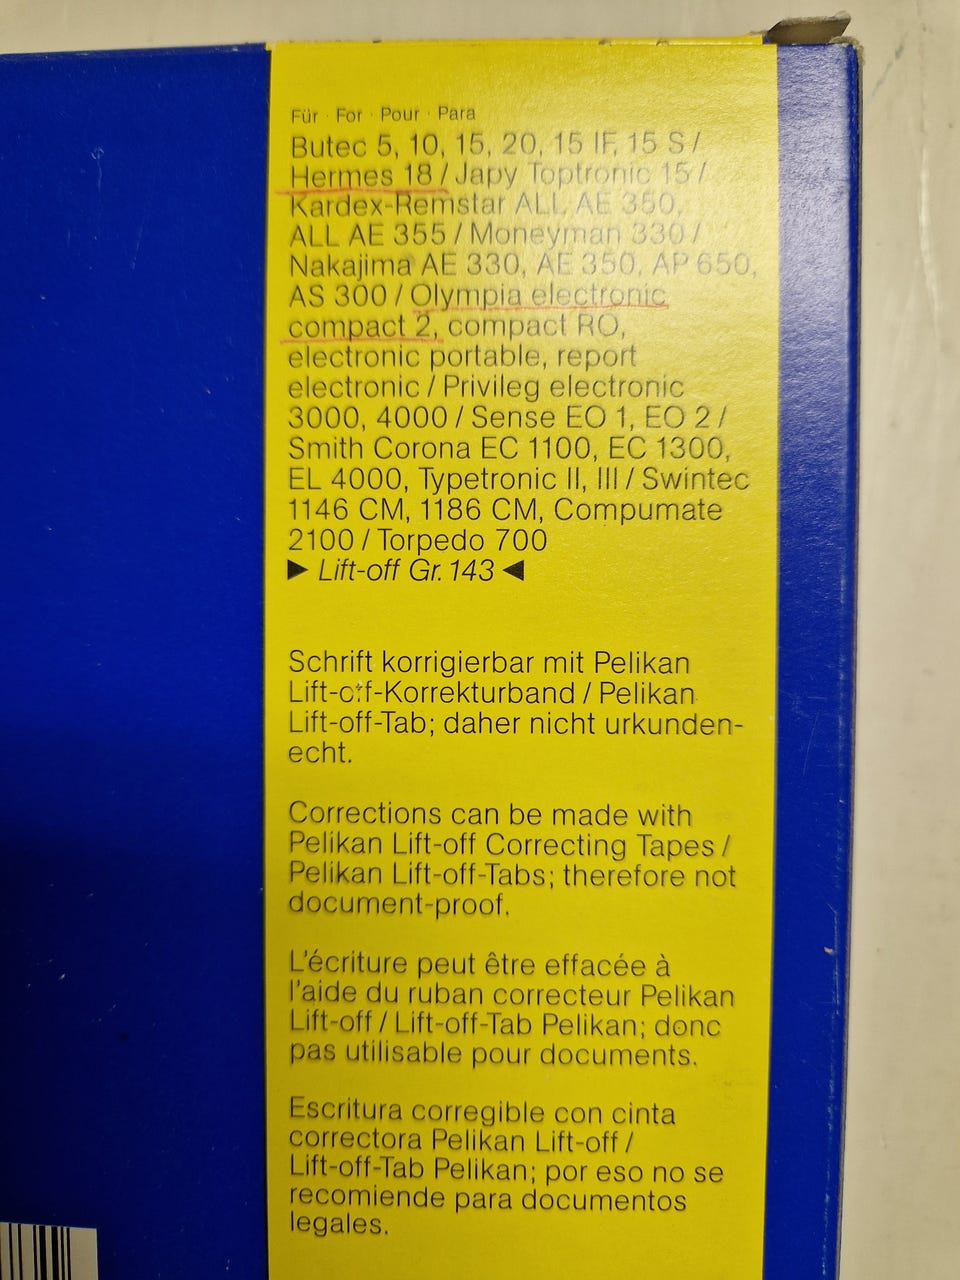 Für · For · Pour · Para
Butec 5, 10, 15, 20, 15 IF, 15 S /
Hermes 18 / Japy Toptronic 15 /
Kardex-Remstar ALL AE 350,
ALL AE 355 / Moneyman 330 /
Nakajima AE 330, AE 350, AP 650,
AS 300 / Olympia electronic
compact 2, compact RO,
electronic portable, report
electronic / Privileg electronic
3000, 4000 / Sense EO 1, EO 2 /
Smith Corona EC 1100, EC 1300,
EL 4000, Typetronic II, III / Swintec
1146 CM, 1186 CM, Compumate
2100 / Torpedo 700
▶ Lift-off Gr. 143 ◀
Schrift korrigierbar mit Pelikan
Lift-off-Korrekturband / Pelikan
Lift-off-Tab; daher nicht urkunden-
echt.
Corrections can be made with
Pelikan Lift-off Correcting Tapes /
Pelikan Lift-off-Tabs; therefore not
document-proof.
L'écriture peut être effacée à
l'aide du ruban correcteur Pelikan
Lift-off / Lift-off-Tab Pelikan; donc
pas utilisable pour documents.
Escritura corregible con cinta
correctora Pelikan Lift-off /
Lift-off-Tab Pelikan; por eso no se
recomiende para documentos
legales.